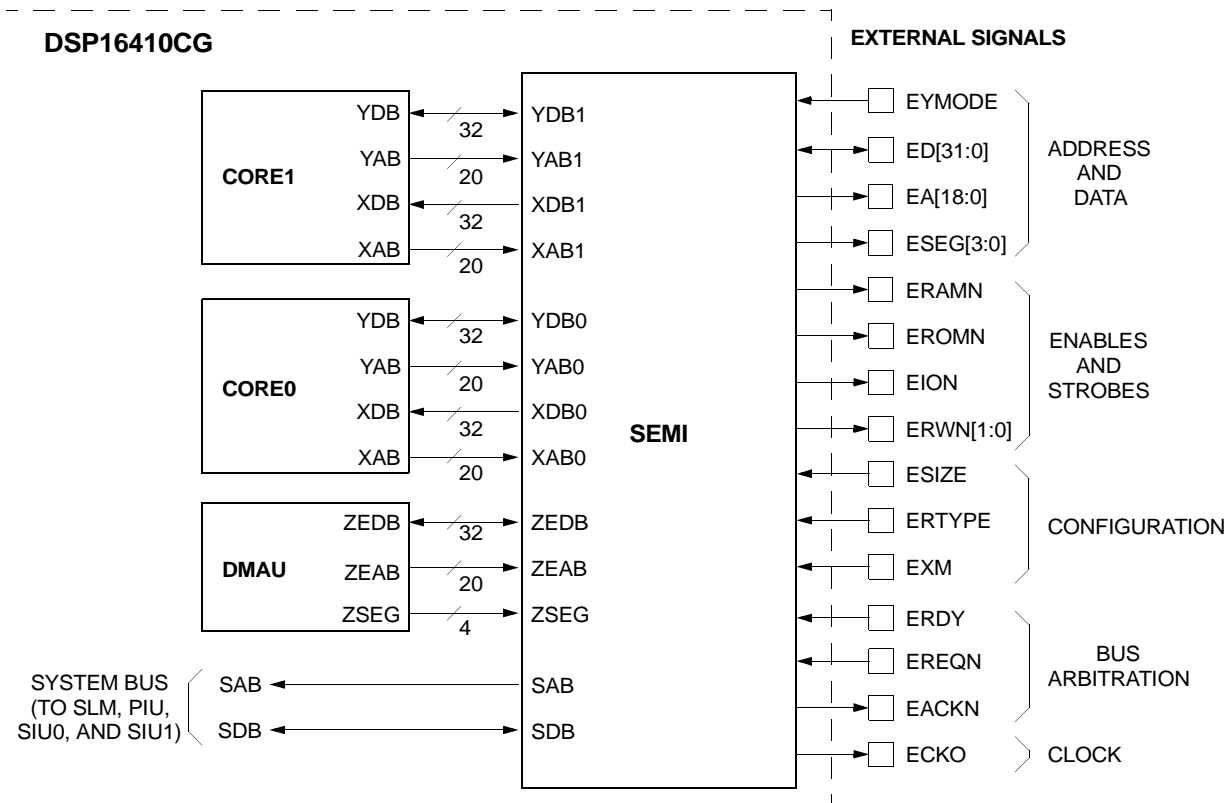 DSP16410CG
EXTERNAL SIGNALS
CORE1
YDB
32
YDB1
YAB
20
YAB1
XDB
32
XDB1
XAB
20
XAB1
CORE0
YDB
32
YDB0
YAB
20
YAB0
XDB
32
XDB0
XAB
20
XAB0
DMAU
ZEDB
32
ZEDB
ZEAB
20
ZEAB
ZSEG
4
ZSEG
SYSTEM BUS
(TO SLM, PIU,
SIU0, AND SIU1)
SAB
SAB
SDB
SDB
SEMI
EYMODE
ED[31:0]
EA[18:0]
ESEG[3:0]
ADDRESS
AND
DATA
ERAMN
EROMN
EION
ERWN[1:0]
ENABLES
AND
STROBES
ESIZE
ERTYPE
EXM
CONFIGURATION
ERDY
EREQN
EACKN
BUS
ARBITRATION
ECKO
CLOCK